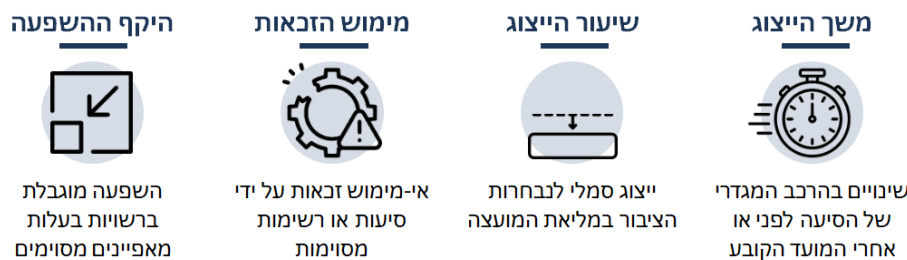 משך הייצוג
שינויים בהרכב המגדרי
של הסיעה לפני או
אחרי המועד הקובע
שיעור הייצוג
ייצוג סמלי לנבחרות
הציבור במליאת המועצה
מימוש הזכאות
אי-מימוש זכאות על ידי
סיעות או רשימות
מסוימות
היקף ההשפעה
השפעה מוגבלת
ברשויות בעלות
מאפיינים מסוימים